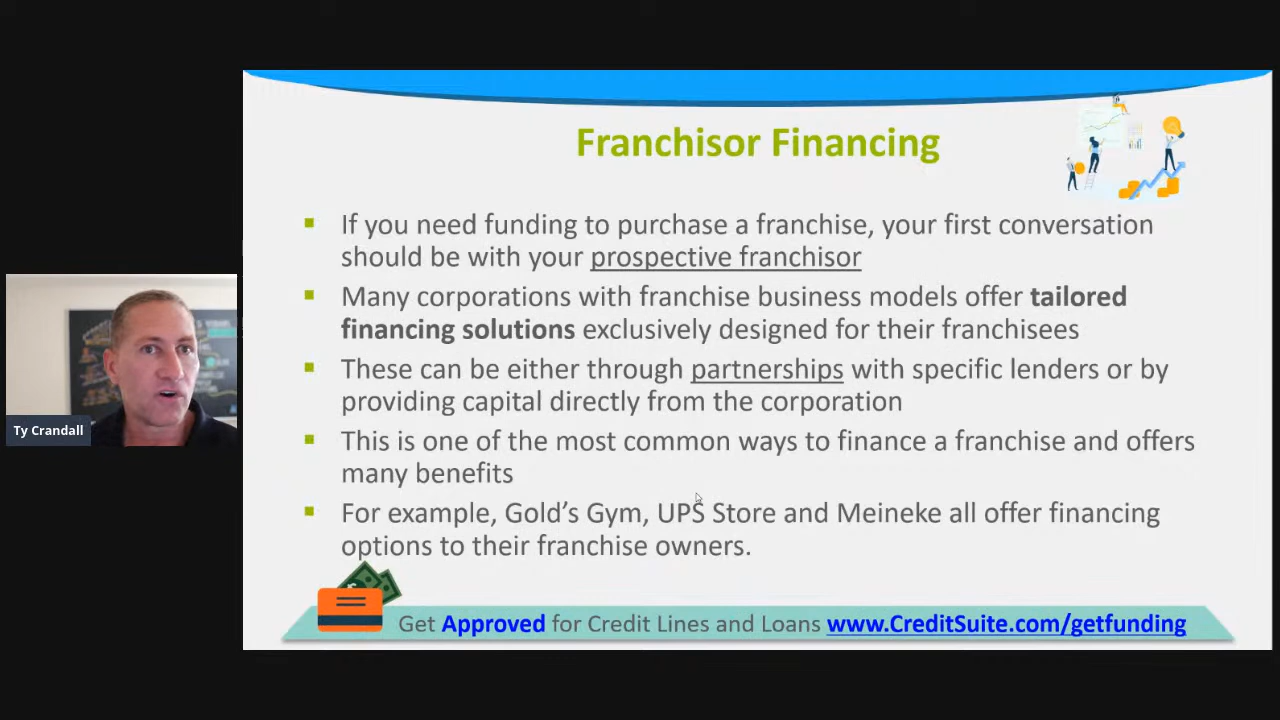 Franchisor Financing
If you need funding to purchase a franchise, your first conversation
should be with your prospective franchisor
Many corporations with franchise business models offer tailored
financing solutions exclusively designed for their franchisees
These can be either through partnerships with specific lenders or by
providing capital directly from the corporation
This is one of the most common ways to finance a franchise and offers
many benefits
For example, Gold's Gym, UPS Store and Meineke all offer financing
options to their franchise owners.
Ty Crandall
Get Approved for Credit Lines and Loans www.CreditSuite.com/getfunding